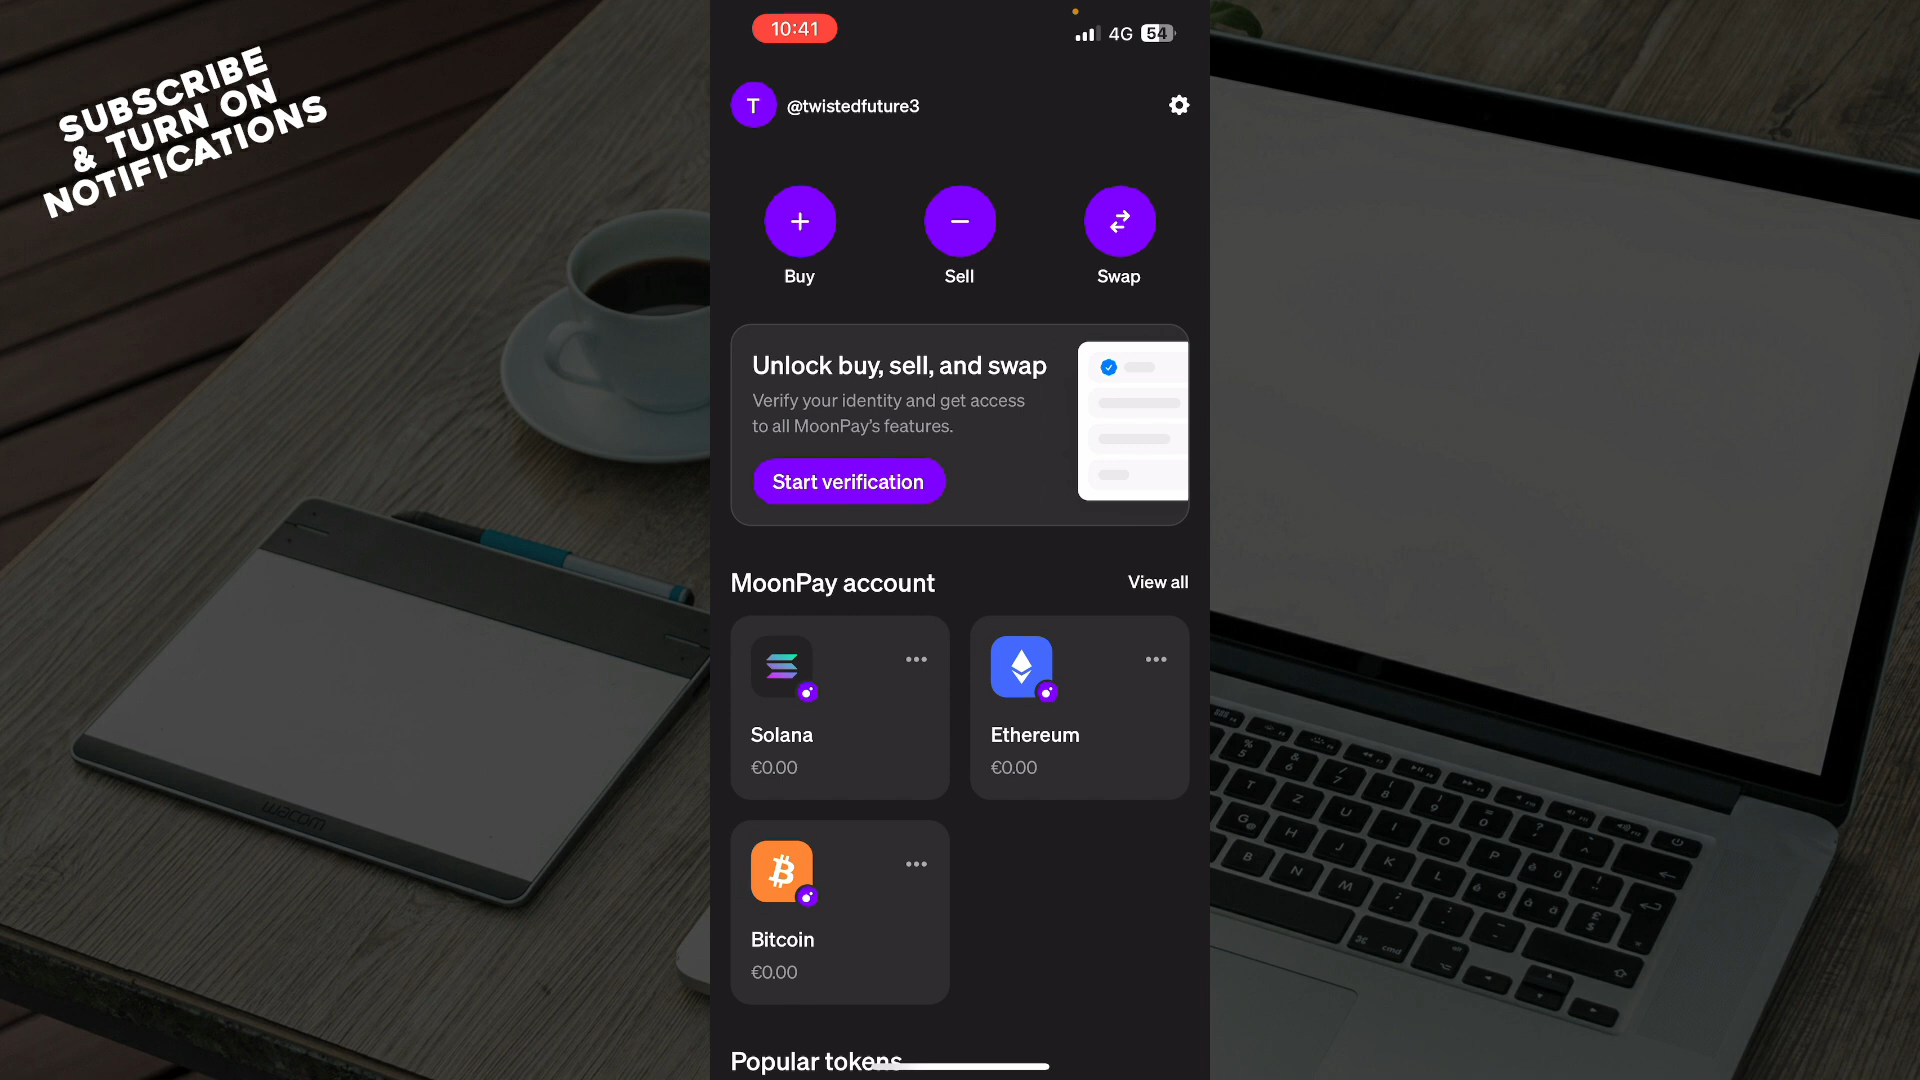 SUBSCRIBE
& TURN ON
NOTIFICATIONS
10:41
4G 54
T @twistedfuture3
Buy Sell Swap
Unlock buy, sell, and swap
Verify your identity and get access
to all MoonPay's features.
Start verification
MoonPay account View all
Solana Ethereum
€0.00 €0.00
Bitcoin
€0.00
Popular tokens
wacom